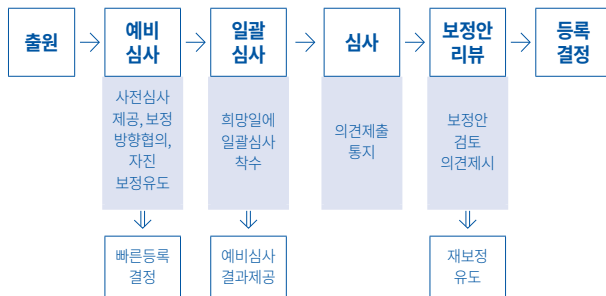 출원
예비
심사
일괄
심사
심사
보정안
리뷰
등록
결정
사전심사
제공, 보정
방향협의,
자진
보정유도
희망일에
일괄심사
착수
의견제출
통지
보정안
검토
의견제시
빠른등록
결정
예비심사
결과제공
재보정
유도